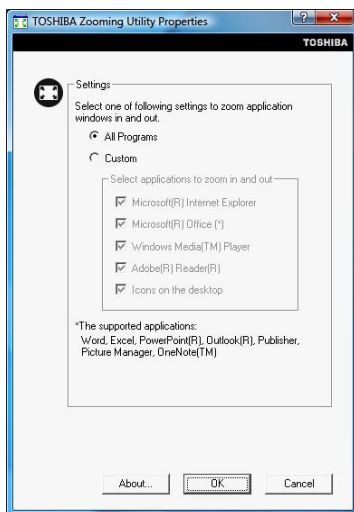 TOSHIBA Zooming Utility Properties
TOSHIBA
Settings
Select one of following settings to zoom application
windows in and out.
All Programs
Custom
Select applications to zoom in and out
Microsoft(R) Internet Explorer
Microsoft(R) Office (*)
Windows Media(TM) Player
Adobe(R) Reader(R)
Icons on the desktop
*The supported applications:
Word, Excel, PowerPoint(R), Outlook(R), Publisher,
Picture Manager, OneNote(TM)
About... OK Cancel